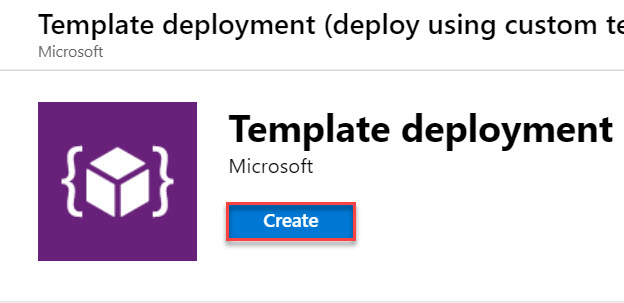 Template deployment (deploy using custom te
Microsoft
Template deployment
Microsoft
Create